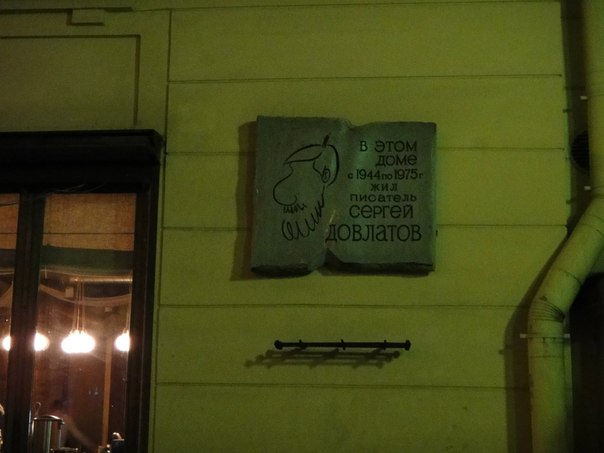 В ЭТОМ
ДОМЕ
с 1944 по 1975 г
ЖИЛ
ПИСАТЕЛЬ
СЕРГЕЙ
ДОВЛАТОВ